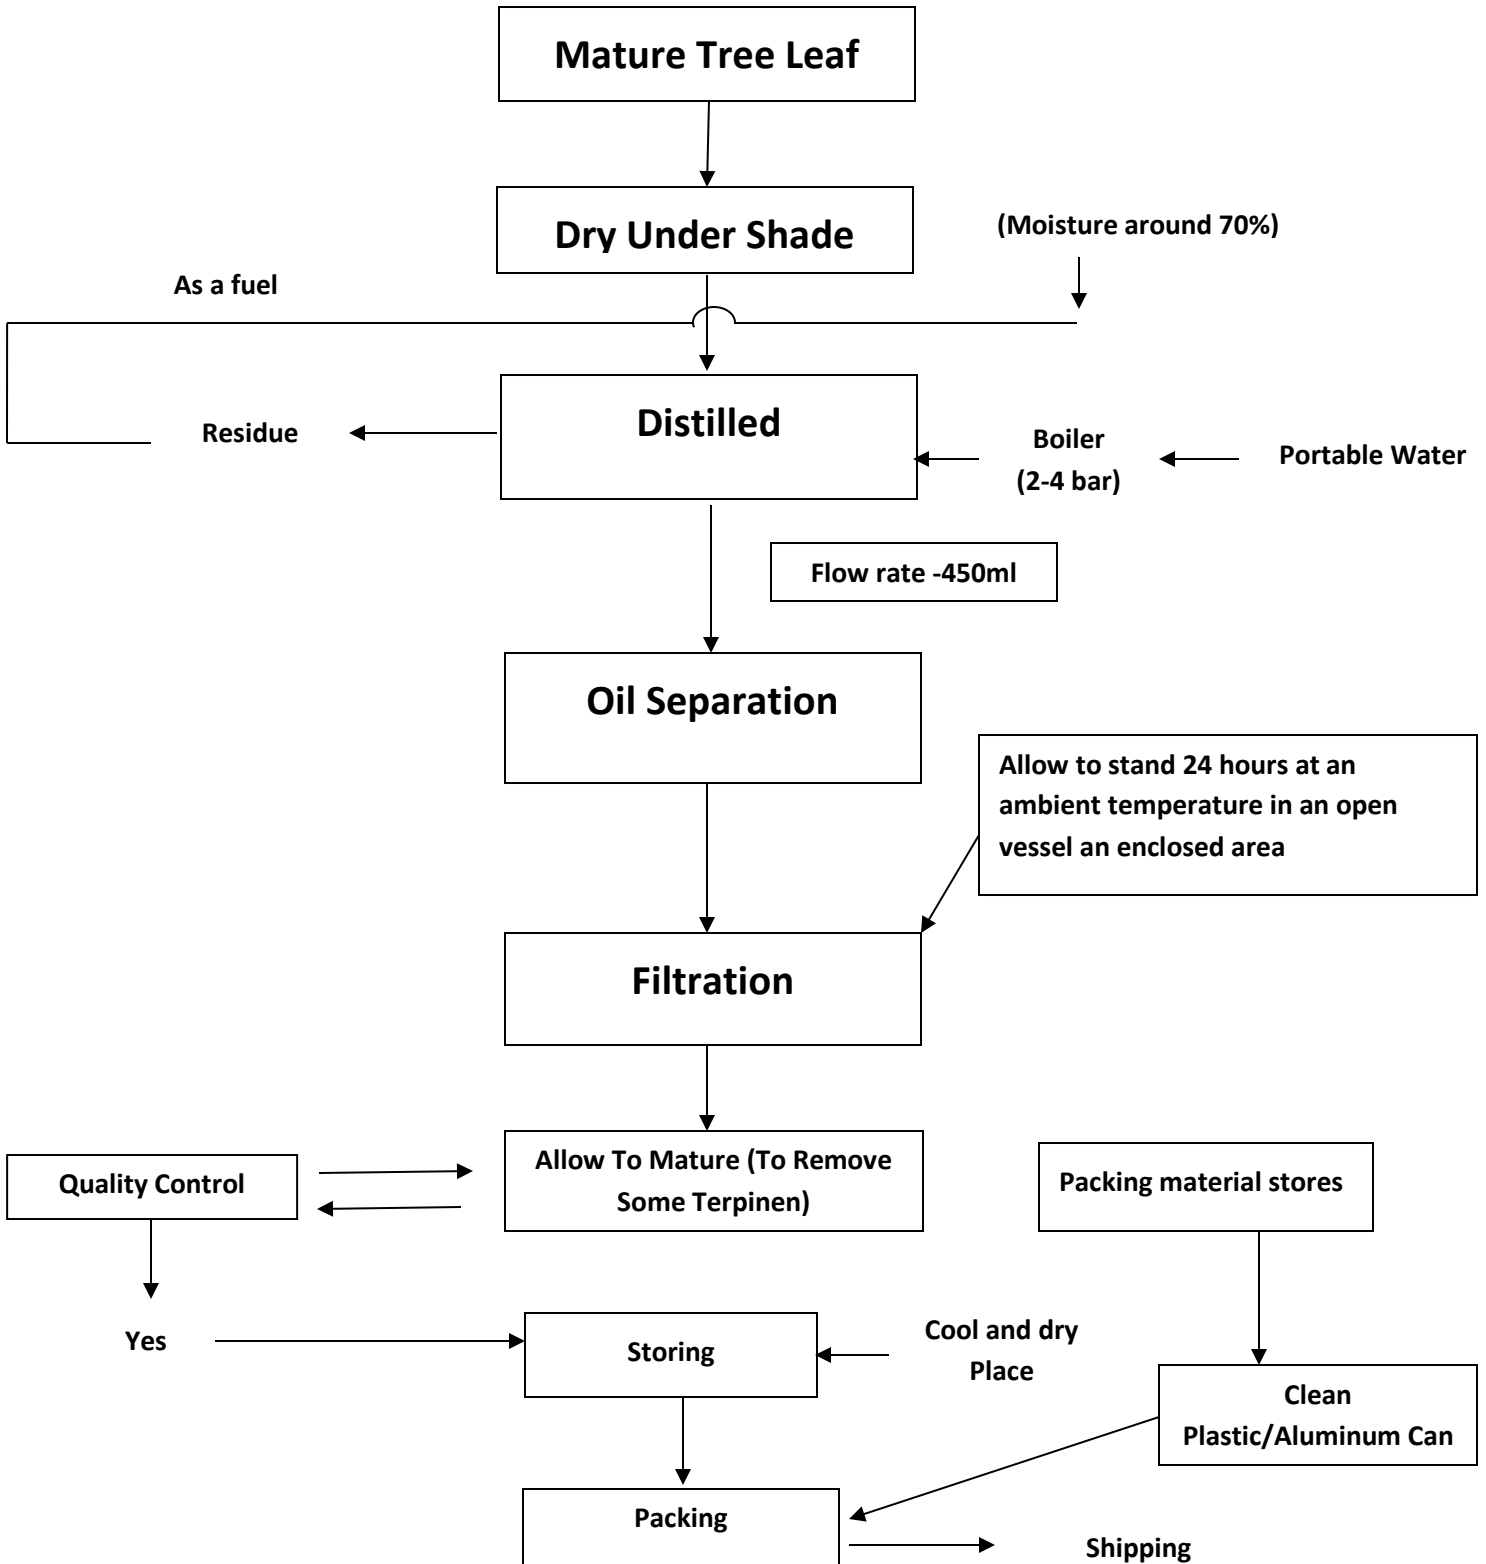 Mature Tree Leaf
Dry Under Shade
(Moisture around 70%)
As a fuel
Distilled
Residue
Boiler
(2-4 bar)
Portable Water
Flow rate -450ml
Oil Separation
Allow to stand 24 hours at an
ambient temperature in an open
vessel an enclosed area
Filtration
Allow To Mature (To Remove
Some Terpinen)
Quality Control
Packing material stores
Yes
Storing
Cool and dry
Place
Clean
Plastic/Aluminum Can
Packing
Shipping